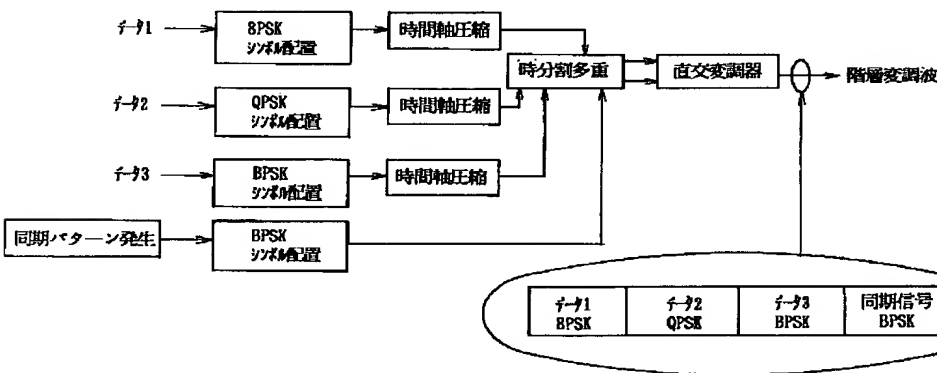 データ1
8PSK
シンボル配置
時間軸圧縮
データ2
QPSK
シンボル配置
時間軸圧縮
データ3
BPSK
シンボル配置
時間軸圧縮
同期パターン発生
BPSK
シンボル配置
時分割多重
直交変調器
階層変調波
データ1
8PSK
データ2
QPSK
データ3
BPSK
同期信号
BPSK